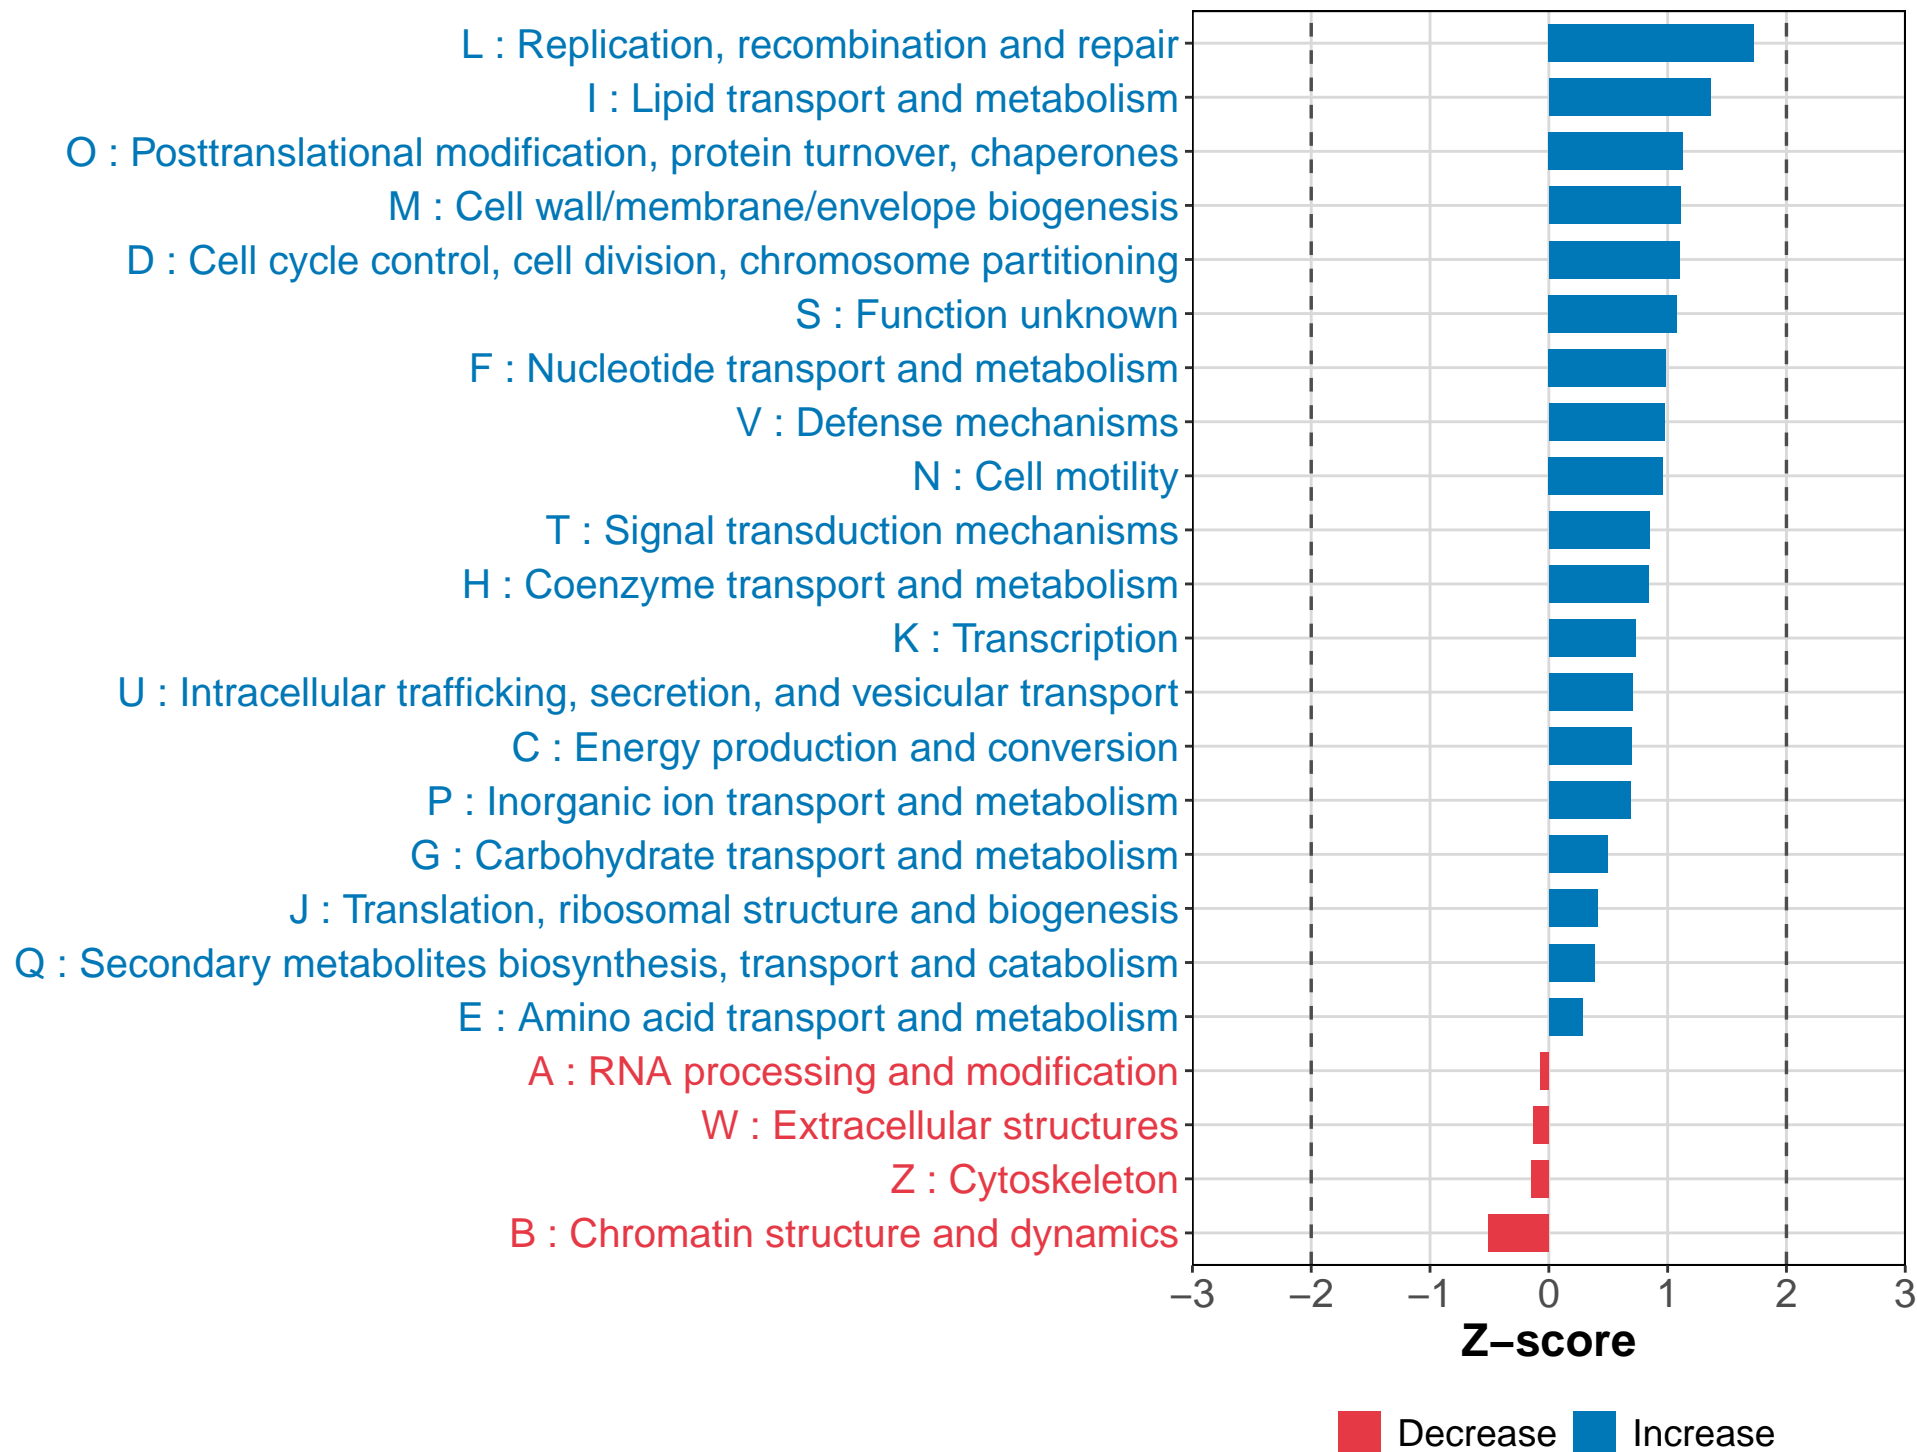 L : Replication, recombination and repair
I : Lipid transport and metabolism
O : Posttranslational modification, protein turnover, chaperones
M : Cell wall/membrane/envelope biogenesis
D : Cell cycle control, cell division, chromosome partitioning
S : Function unknown
F : Nucleotide transport and metabolism
V : Defense mechanisms
N : Cell motility
T : Signal transduction mechanisms
H : Coenzyme transport and metabolism
K : Transcription
U : Intracellular trafficking, secretion, and vesicular transport
C : Energy production and conversion
P : Inorganic ion transport and metabolism
G : Carbohydrate transport and metabolism
J : Translation, ribosomal structure and biogenesis
Q : Secondary metabolites biosynthesis, transport and catabolism
E : Amino acid transport and metabolism
A : RNA processing and modification
W : Extracellular structures
Z : Cytoskeleton
B : Chromatin structure and dynamics
−3 −2 −1 0 1 2 3
Z−score
Decrease Increase